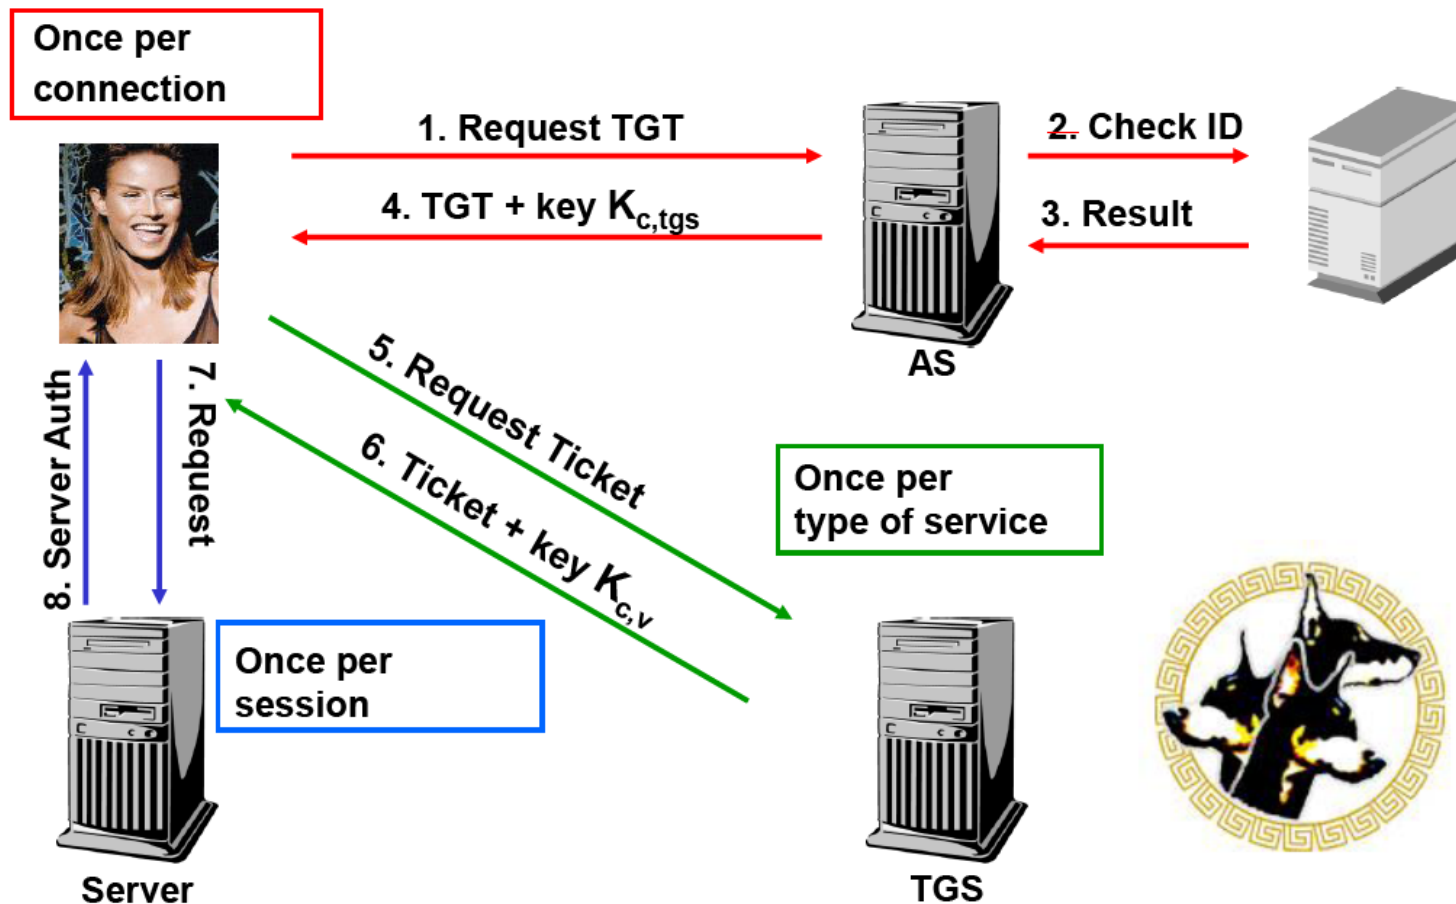 Once per
connection
1. Request TGT
2. Check ID
4. TGT + key Kc,tgs
3. Result
AS
5. Request Ticket
6. Ticket + key Kc,v
7. Request
8. Server Auth
Once per
type of service
Once per
session
Server
TGS